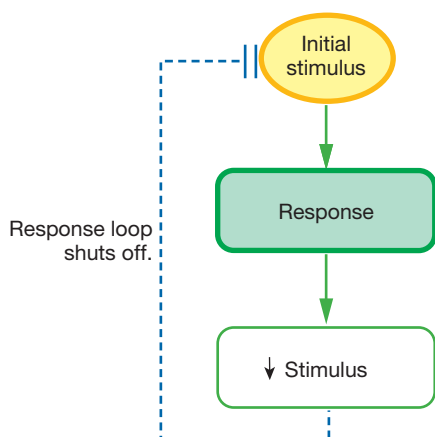 Initial
stimulus
Response
Response loop
shuts off.
↓ Stimulus